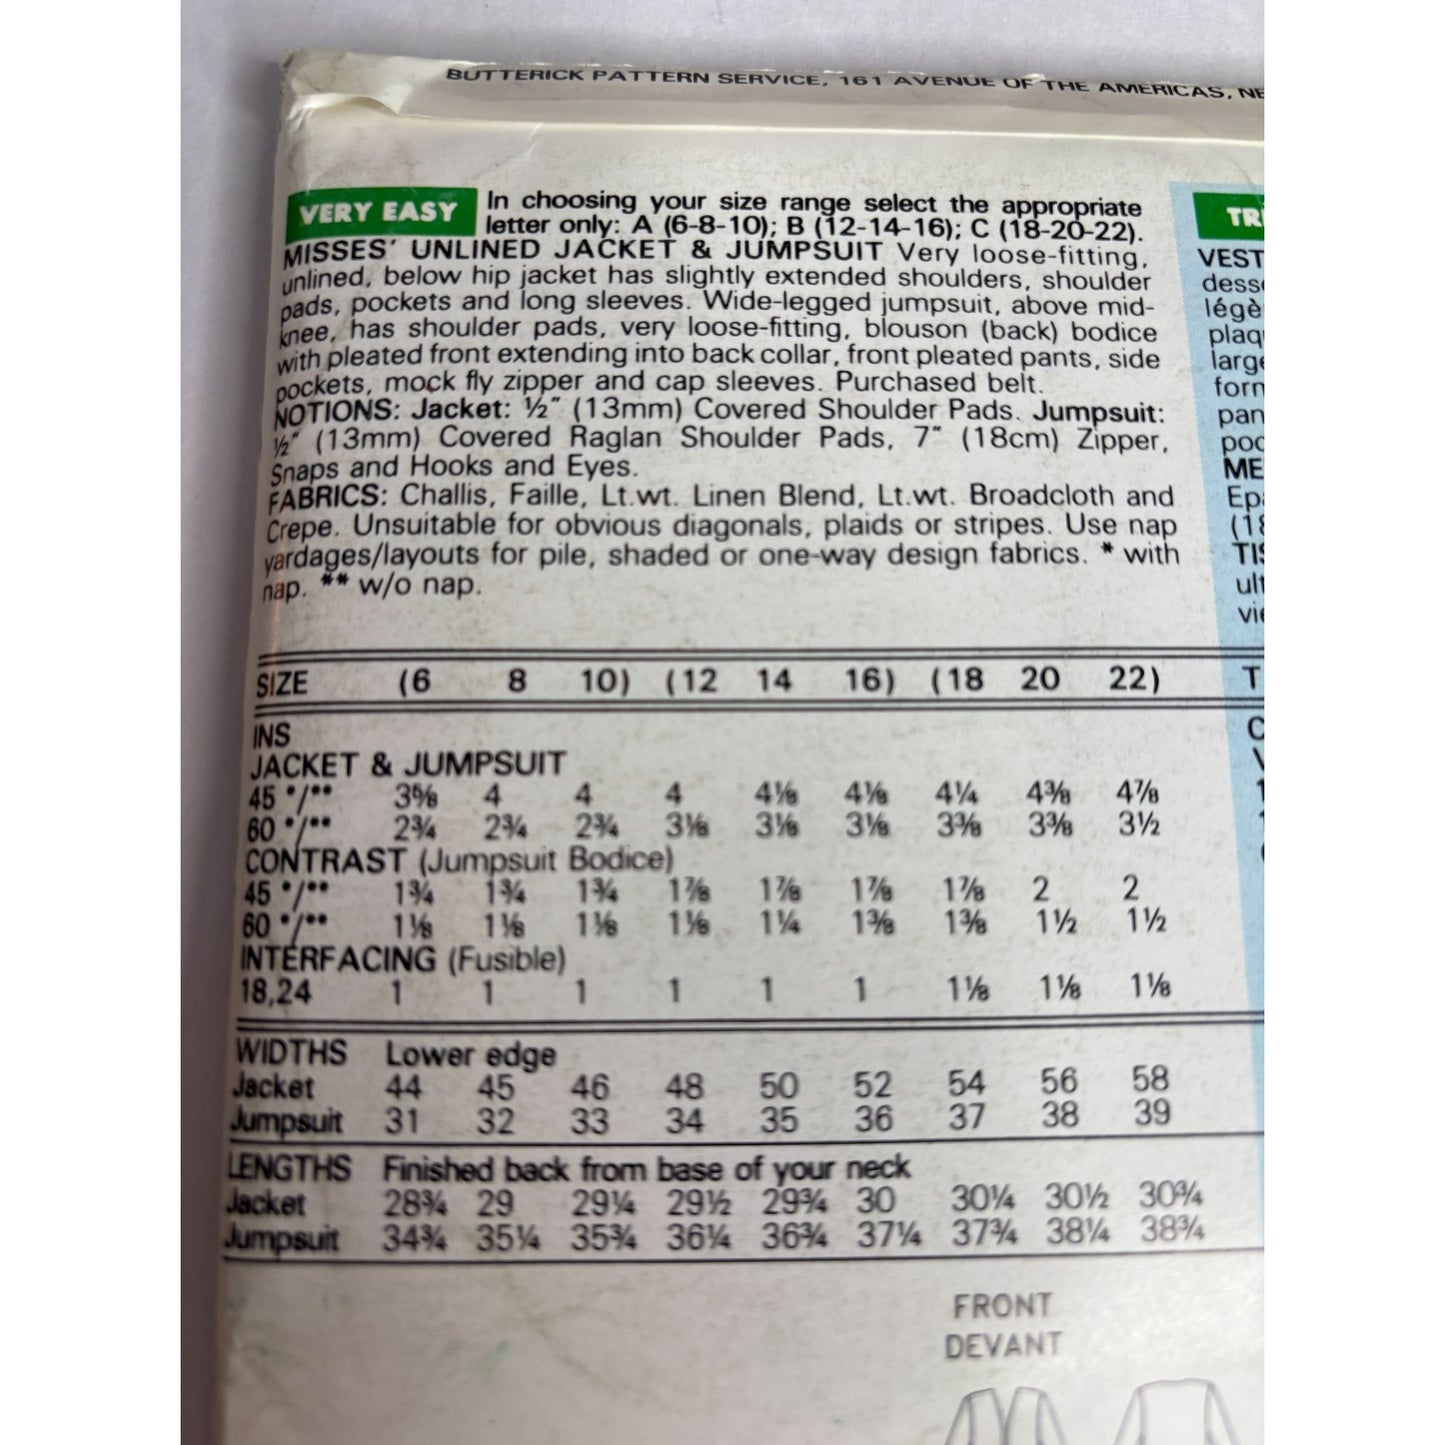 BUTTERICK PATTERN SERVICE, 161 AVENUE OF THE AMERICAS, NE
VERY EASY In choosing your size range select the appropriate
letter only: A (6-8-10); B (12-14-16); C (18-20-22).
MISSES' UNLINED JACKET & JUMPSUIT Very loose-fitting,
unlined, below hip jacket has slightly extended shoulders, shoulder
pads, pockets and long sleeves. Wide-legged jumpsuit, above mid-
knee, has shoulder pads, very loose-fitting, blouson (back) bodice
with pleated front extending into back collar, front pleated pants, side
pockets, mock fly zipper and cap sleeves. Purchased belt.
NOTIONS: Jacket: ½" (13mm) Covered Shoulder Pads. Jumpsuit:
½" (13mm) Covered Raglan Shoulder Pads, 7" (18cm) Zipper,
Snaps and Hooks and Eyes.
FABRICS: Challis, Faille, Lt.wt. Linen Blend, Lt.wt. Broadcloth and
Crepe. Unsuitable for obvious diagonals, plaids or stripes. Use nap
yardages/layouts for pile, shaded or one-way design fabrics. * with
nap. ** w/o nap.
SIZE (6 8 10) (12 14 16) (18 20 22)
INS
JACKET & JUMPSUIT
45 */** 3⅝ 4 4 4 4⅛ 4⅛ 4¼ 4⅜ 4⅞
60 */** 2¾ 2¾ 2¾ 3⅛ 3⅛ 3⅛ 3⅜ 3⅜ 3½
CONTRAST (Jumpsuit Bodice)
45 */** 1¾ 1¾ 1¾ 1⅞ 1⅞ 1⅞ 1⅞ 2 2
60 */** 1⅛ 1⅛ 1⅛ 1⅛ 1¼ 1⅜ 1⅜ 1½ 1½
INTERFACING (Fusible)
18,24 1 1 1 1 1 1 1⅛ 1⅛ 1⅛
WIDTHS Lower edge
Jacket 44 45 46 48 50 52 54 56 58
Jumpsuit 31 32 33 34 35 36 37 38 39
LENGTHS Finished back from base of your neck
Jacket 28¾ 29 29¼ 29½ 29¾ 30 30¼ 30½ 30¾
Jumpsuit 34¾ 35¼ 35¾ 36¼ 36¾ 37¼ 37¾ 38¼ 38¾
FRONT
DEVANT
TR
VEST
dess
légè
plaq
large
form
pan
poc
ME
Ep
(18
TIS
ult
vie
T